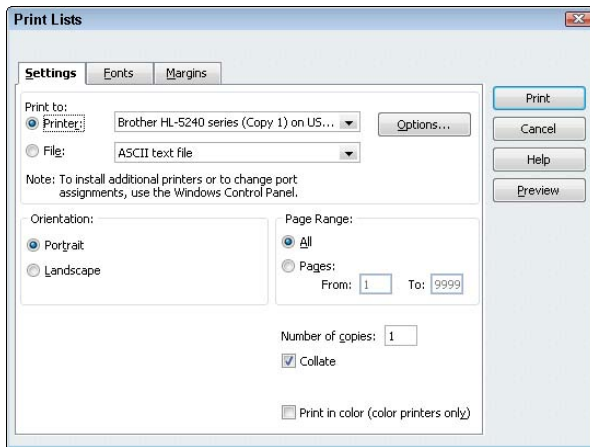 Print Lists
Settings
Fonts
Margins
Print to:
Printer:
Brother HL-5240 series (Copy 1) on US...
Options...
File:
ASCII text file
Note: To install additional printers or to change port
assignments, use the Windows Control Panel.
Orientation:
Portrait
Landscape
Page Range:
All
Pages:
From: 1 To: 9999
Number of copies: 1
Collate
Print in color (color printers only)
Print
Cancel
Help
Preview